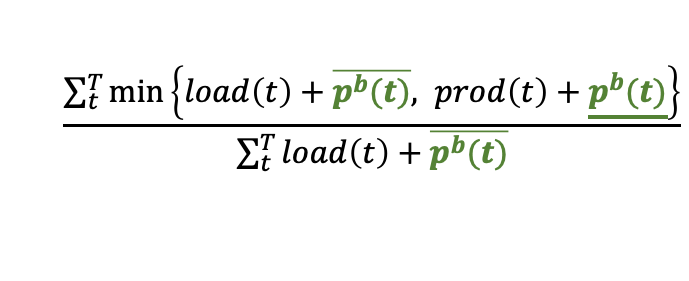 ∑ₜᵀ min{load(t) + p̅ᵇ̅(̅t̅)̅, prod(t) + p̲ᵇ̲(̲t̲)̲}
∑ₜᵀ load(t) + p̅ᵇ̅(̅t̅)̅